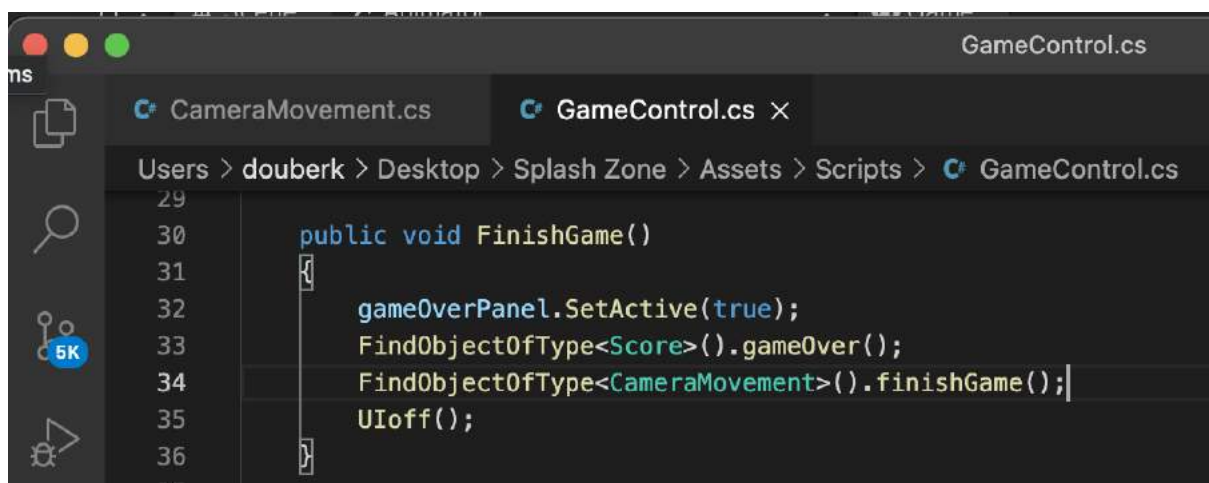 GameControl.cs
ms
C# CameraMovement.cs C# GameControl.cs ×
Users > douberk > Desktop > Splash Zone > Assets > Scripts > C# GameControl.cs
29
30 public void FinishGame()
31 {
32 gameOverPanel.SetActive(true);
33 FindObjectOfType<Score>().gameOver();
34 FindObjectOfType<CameraMovement>().finishGame();
35 UIoff();
36 }
5K